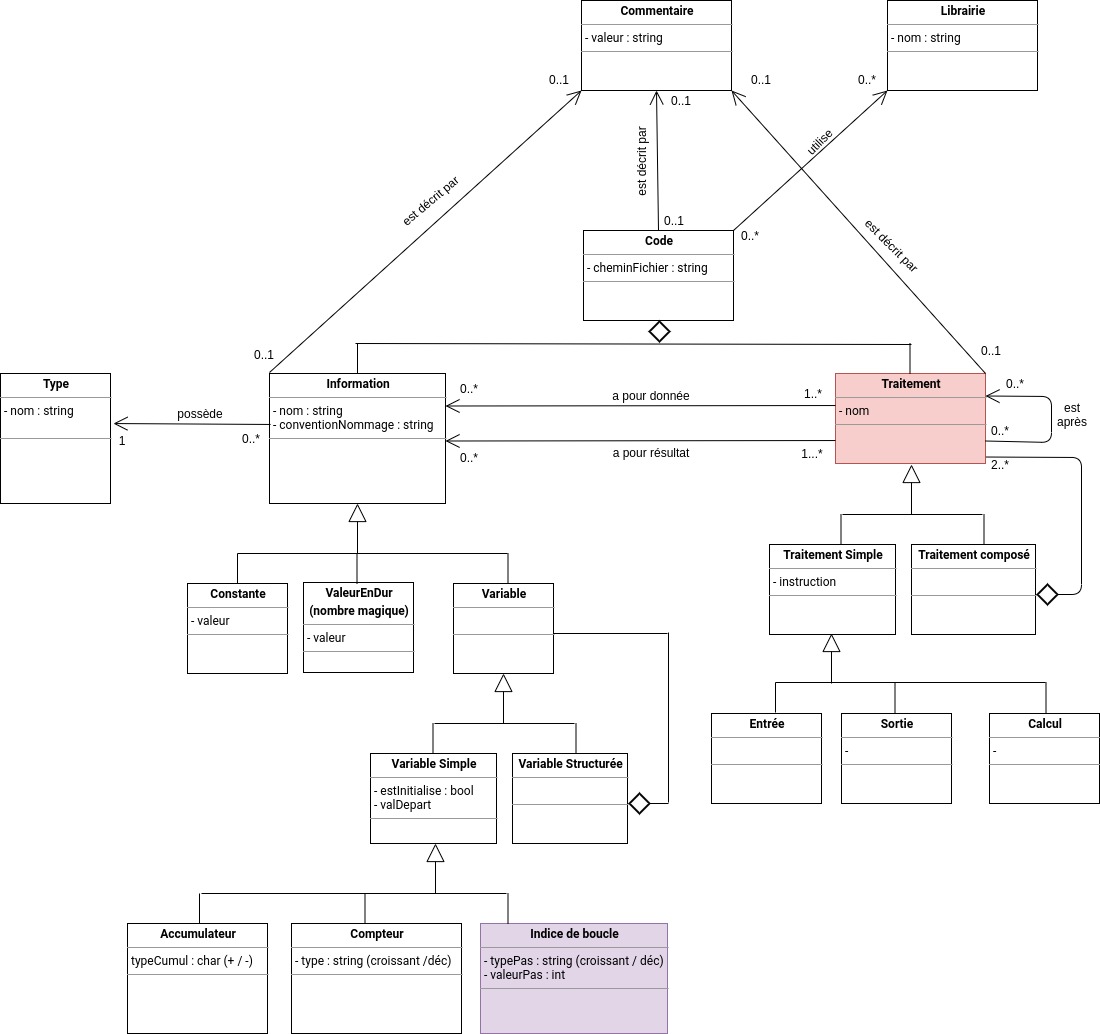 Commentaire
- valeur : string
Librairie
- nom : string
0..1
0..1
0..1
0..*
est décrit par
utilise
est décrit par
est décrit par
0..1
0..*
Code
- cheminFichier : string
0..1
0..1
Type
- nom : string
possède
1
0..*
Information
- nom : string
- conventionNommage : string
0..*
a pour donnée
1..*
0..*
a pour résultat
1...*
Traitement
- nom
0..*
est
après
0..*
2..*
Traitement Simple
- instruction
Traitement composé
Constante
- valeur
ValeurEnDur
(nombre magique)
- valeur
Variable
Entrée
Sortie
-
Calcul
-
Variable Simple
- estInitialise : bool
- valDepart
Variable Structurée
Accumulateur
typeCumul : char (+ / -)
Compteur
- type : string (croissant /déc)
Indice de boucle
- typePas : string (croissant / déc)
- valeurPas : int